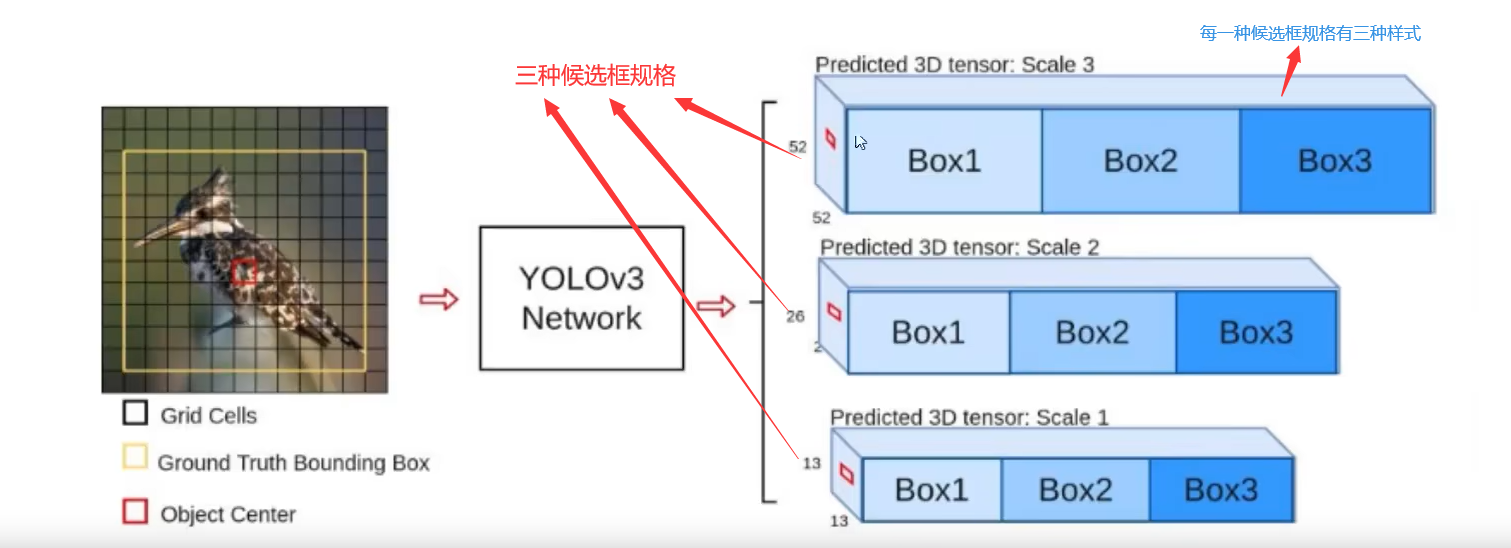 每一种候选框规格有三种样式
三种候选框规格
Predicted 3D tensor: Scale 3
52
52
Box1
Box2
Box3
Predicted 3D tensor: Scale 2
26
2
Box1
Box2
Box3
Predicted 3D tensor: Scale 1
13
13
Box1
Box2
Box3
YOLOv3
Network
Grid Cells
Ground Truth Bounding Box
Object Center